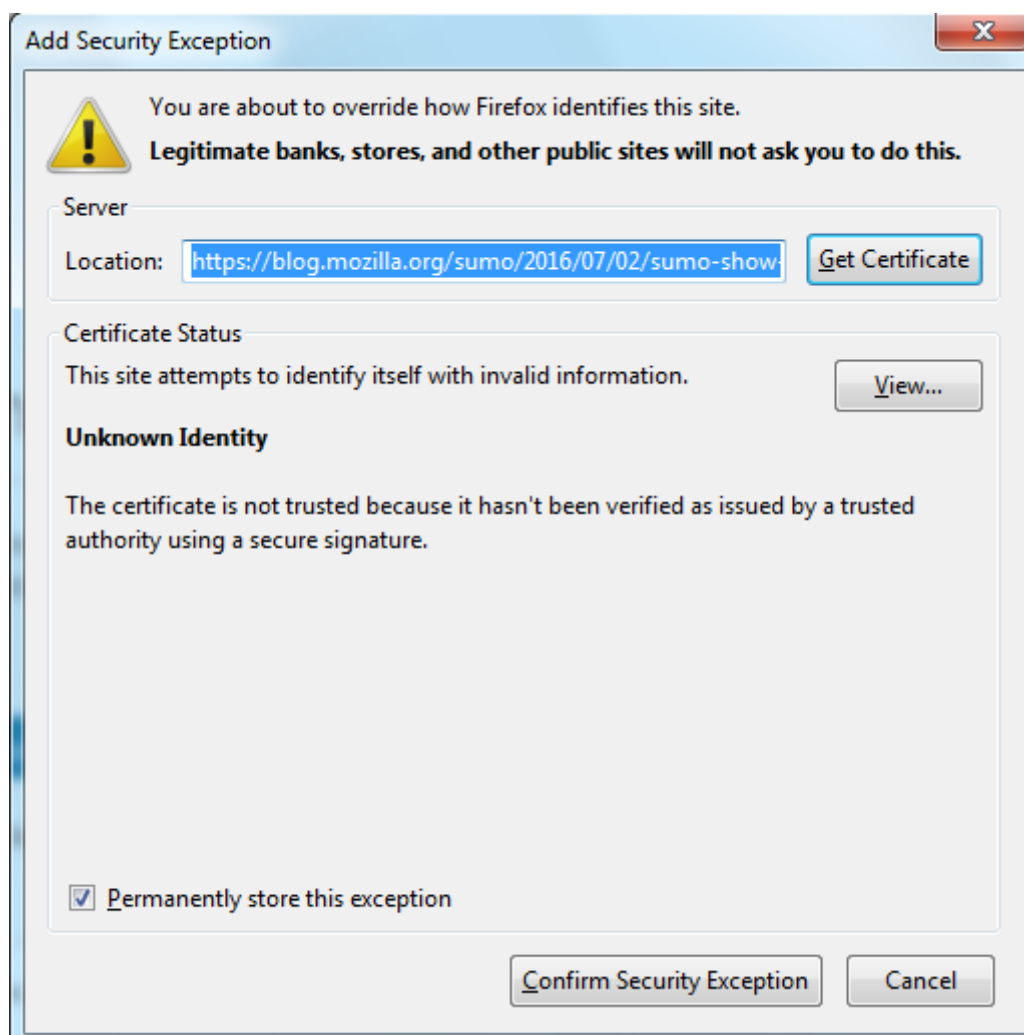 Add Security Exception
You are about to override how Firefox identifies this site.
Legitimate banks, stores, and other public sites will not ask you to do this.
Server
Location: https://blog.mozilla.org/sumo/2016/07/02/sumo-show- Get Certificate
Certificate Status
This site attempts to identify itself with invalid information. View...
Unknown Identity
The certificate is not trusted because it hasn't been verified as issued by a trusted
authority using a secure signature.
Permanently store this exception
Confirm Security Exception Cancel